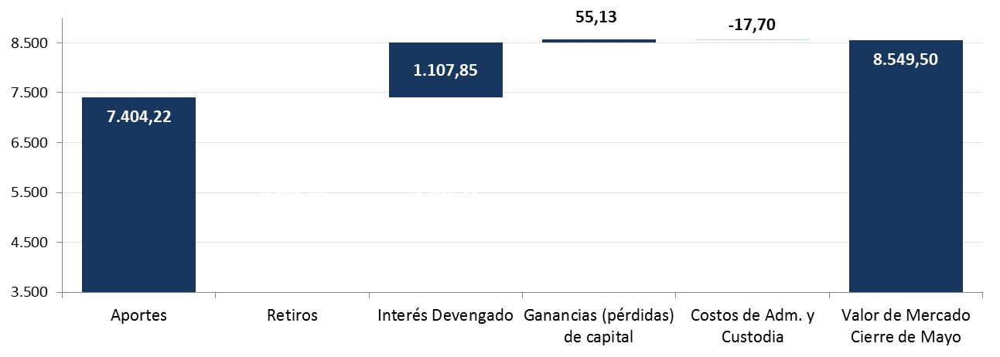 55,13
-17,70
8.500
8.549,50
1.107,85
7.500
7.404,22
6.500
5.500
4.500
3.500
Aportes
Retiros
Interés Devengado
Ganancias (pérdidas)
de capital
Costos de Adm. y
Custodia
Valor de Mercado
Cierre de Mayo